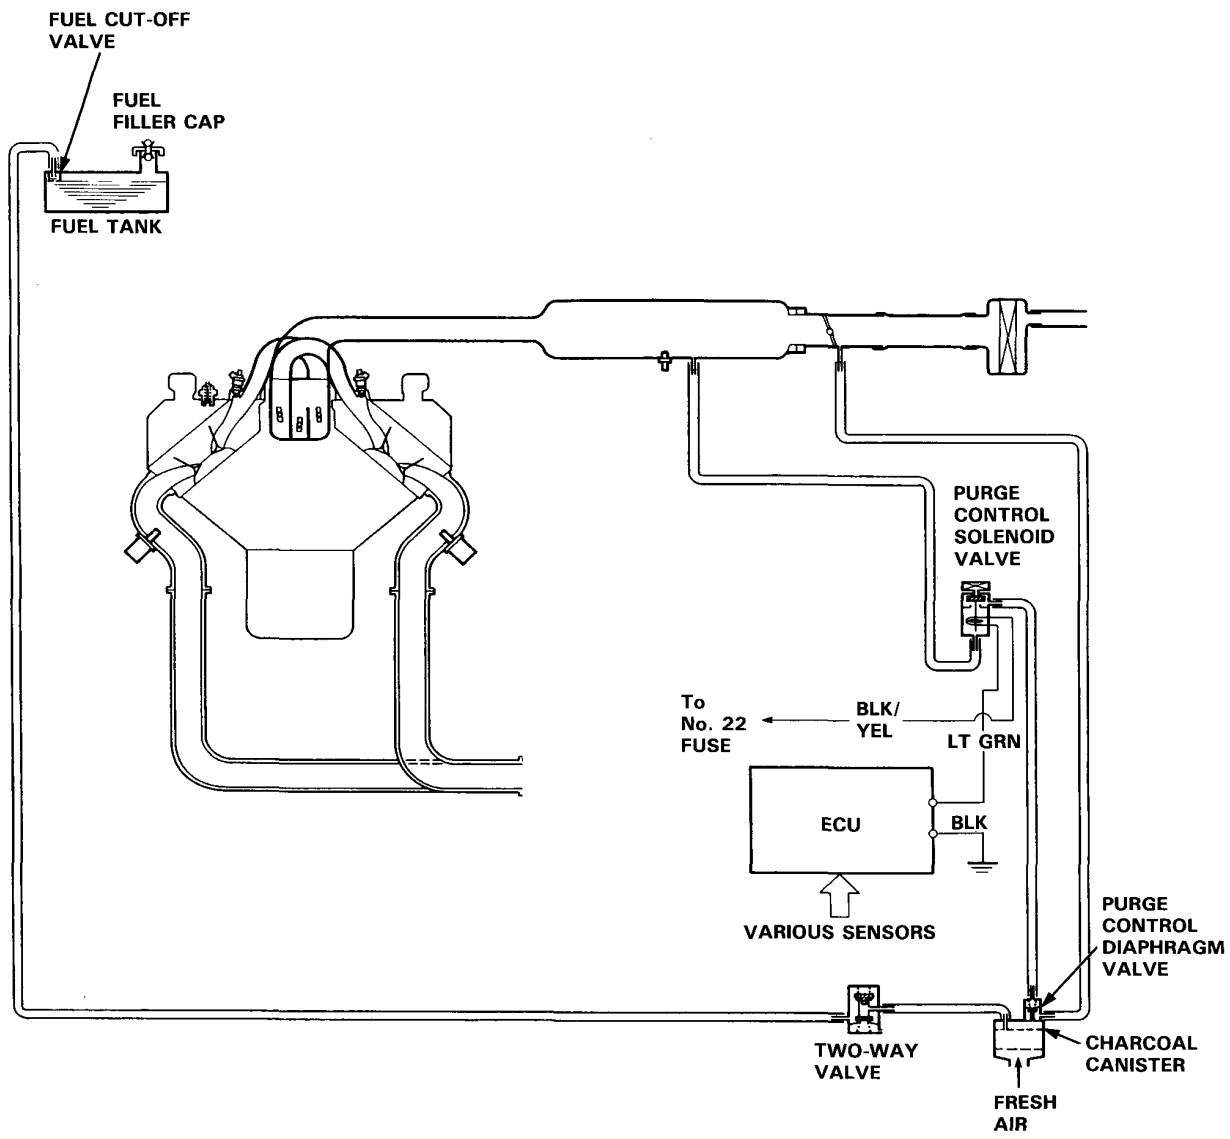 FUEL CUT-OFF
VALVE
FUEL
FILLER CAP
FUEL TANK
PURGE
CONTROL
SOLENOID
VALVE
To
No. 22
FUSE
BLK/
YEL
LT GRN
ECU
BLK
VARIOUS SENSORS
PURGE
CONTROL
DIAPHRAGM
VALVE
TWO-WAY
VALVE
CHARCOAL
CANISTER
FRESH
AIR